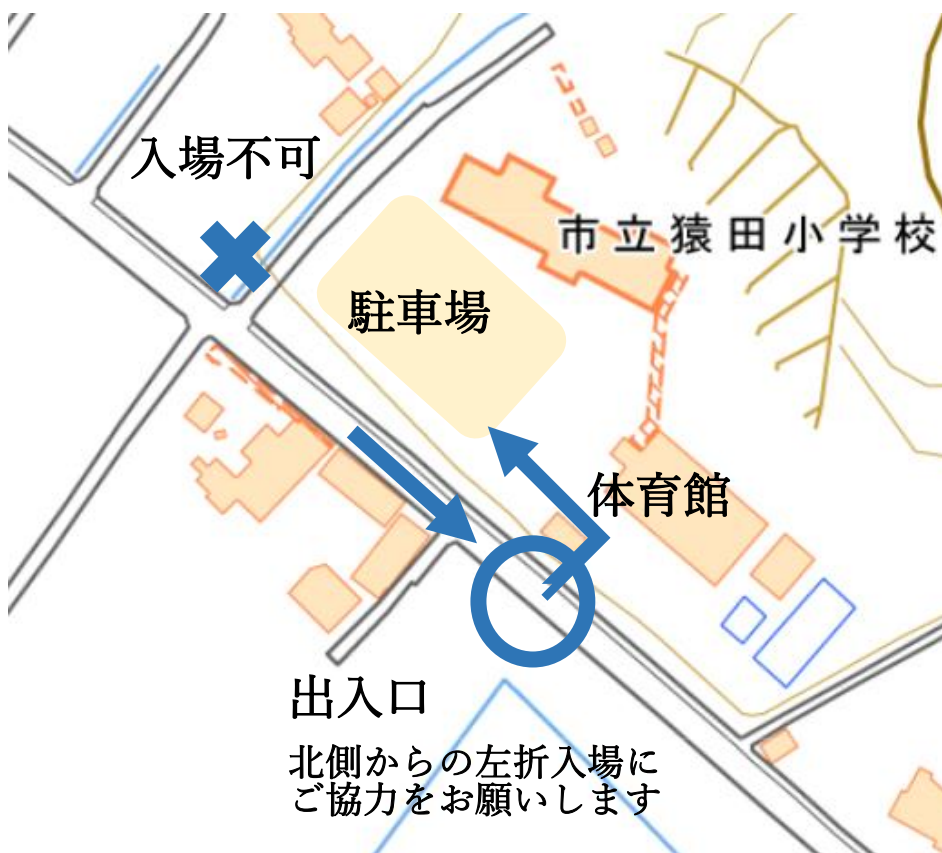 入場不可
市立猿田小学校
駐車場
体育館
出入口
北側からの左折入場に
ご協力をお願いします